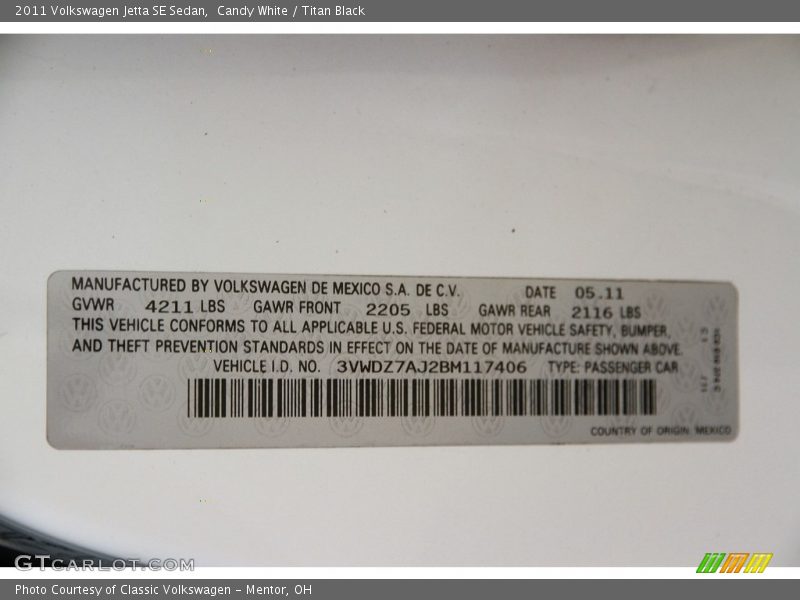 2011 Volkswagen Jetta SE Sedan,  Candy White / Titan Black
MANUFACTURED BY VOLKSWAGEN DE MEXICO S.A. DE C.V. DATE 05.11
GVWR 4211 LBS GAWR FRONT 2205 LBS GAWR REAR 2116 LBS
THIS VEHICLE CONFORMS TO ALL APPLICABLE U.S. FEDERAL MOTOR VEHICLE SAFETY, BUMPER,
AND THEFT PREVENTION STANDARDS IN EFFECT ON THE DATE OF MANUFACTURE SHOWN ABOVE.
VEHICLE I.D. NO. 3VWDZ7AJ2BM117406 TYPE: PASSENGER CAR
COUNTRY OF ORIGIN: MEXICO
GTCARLOT.COM
Photo Courtesy of Classic Volkswagen - Mentor, OH